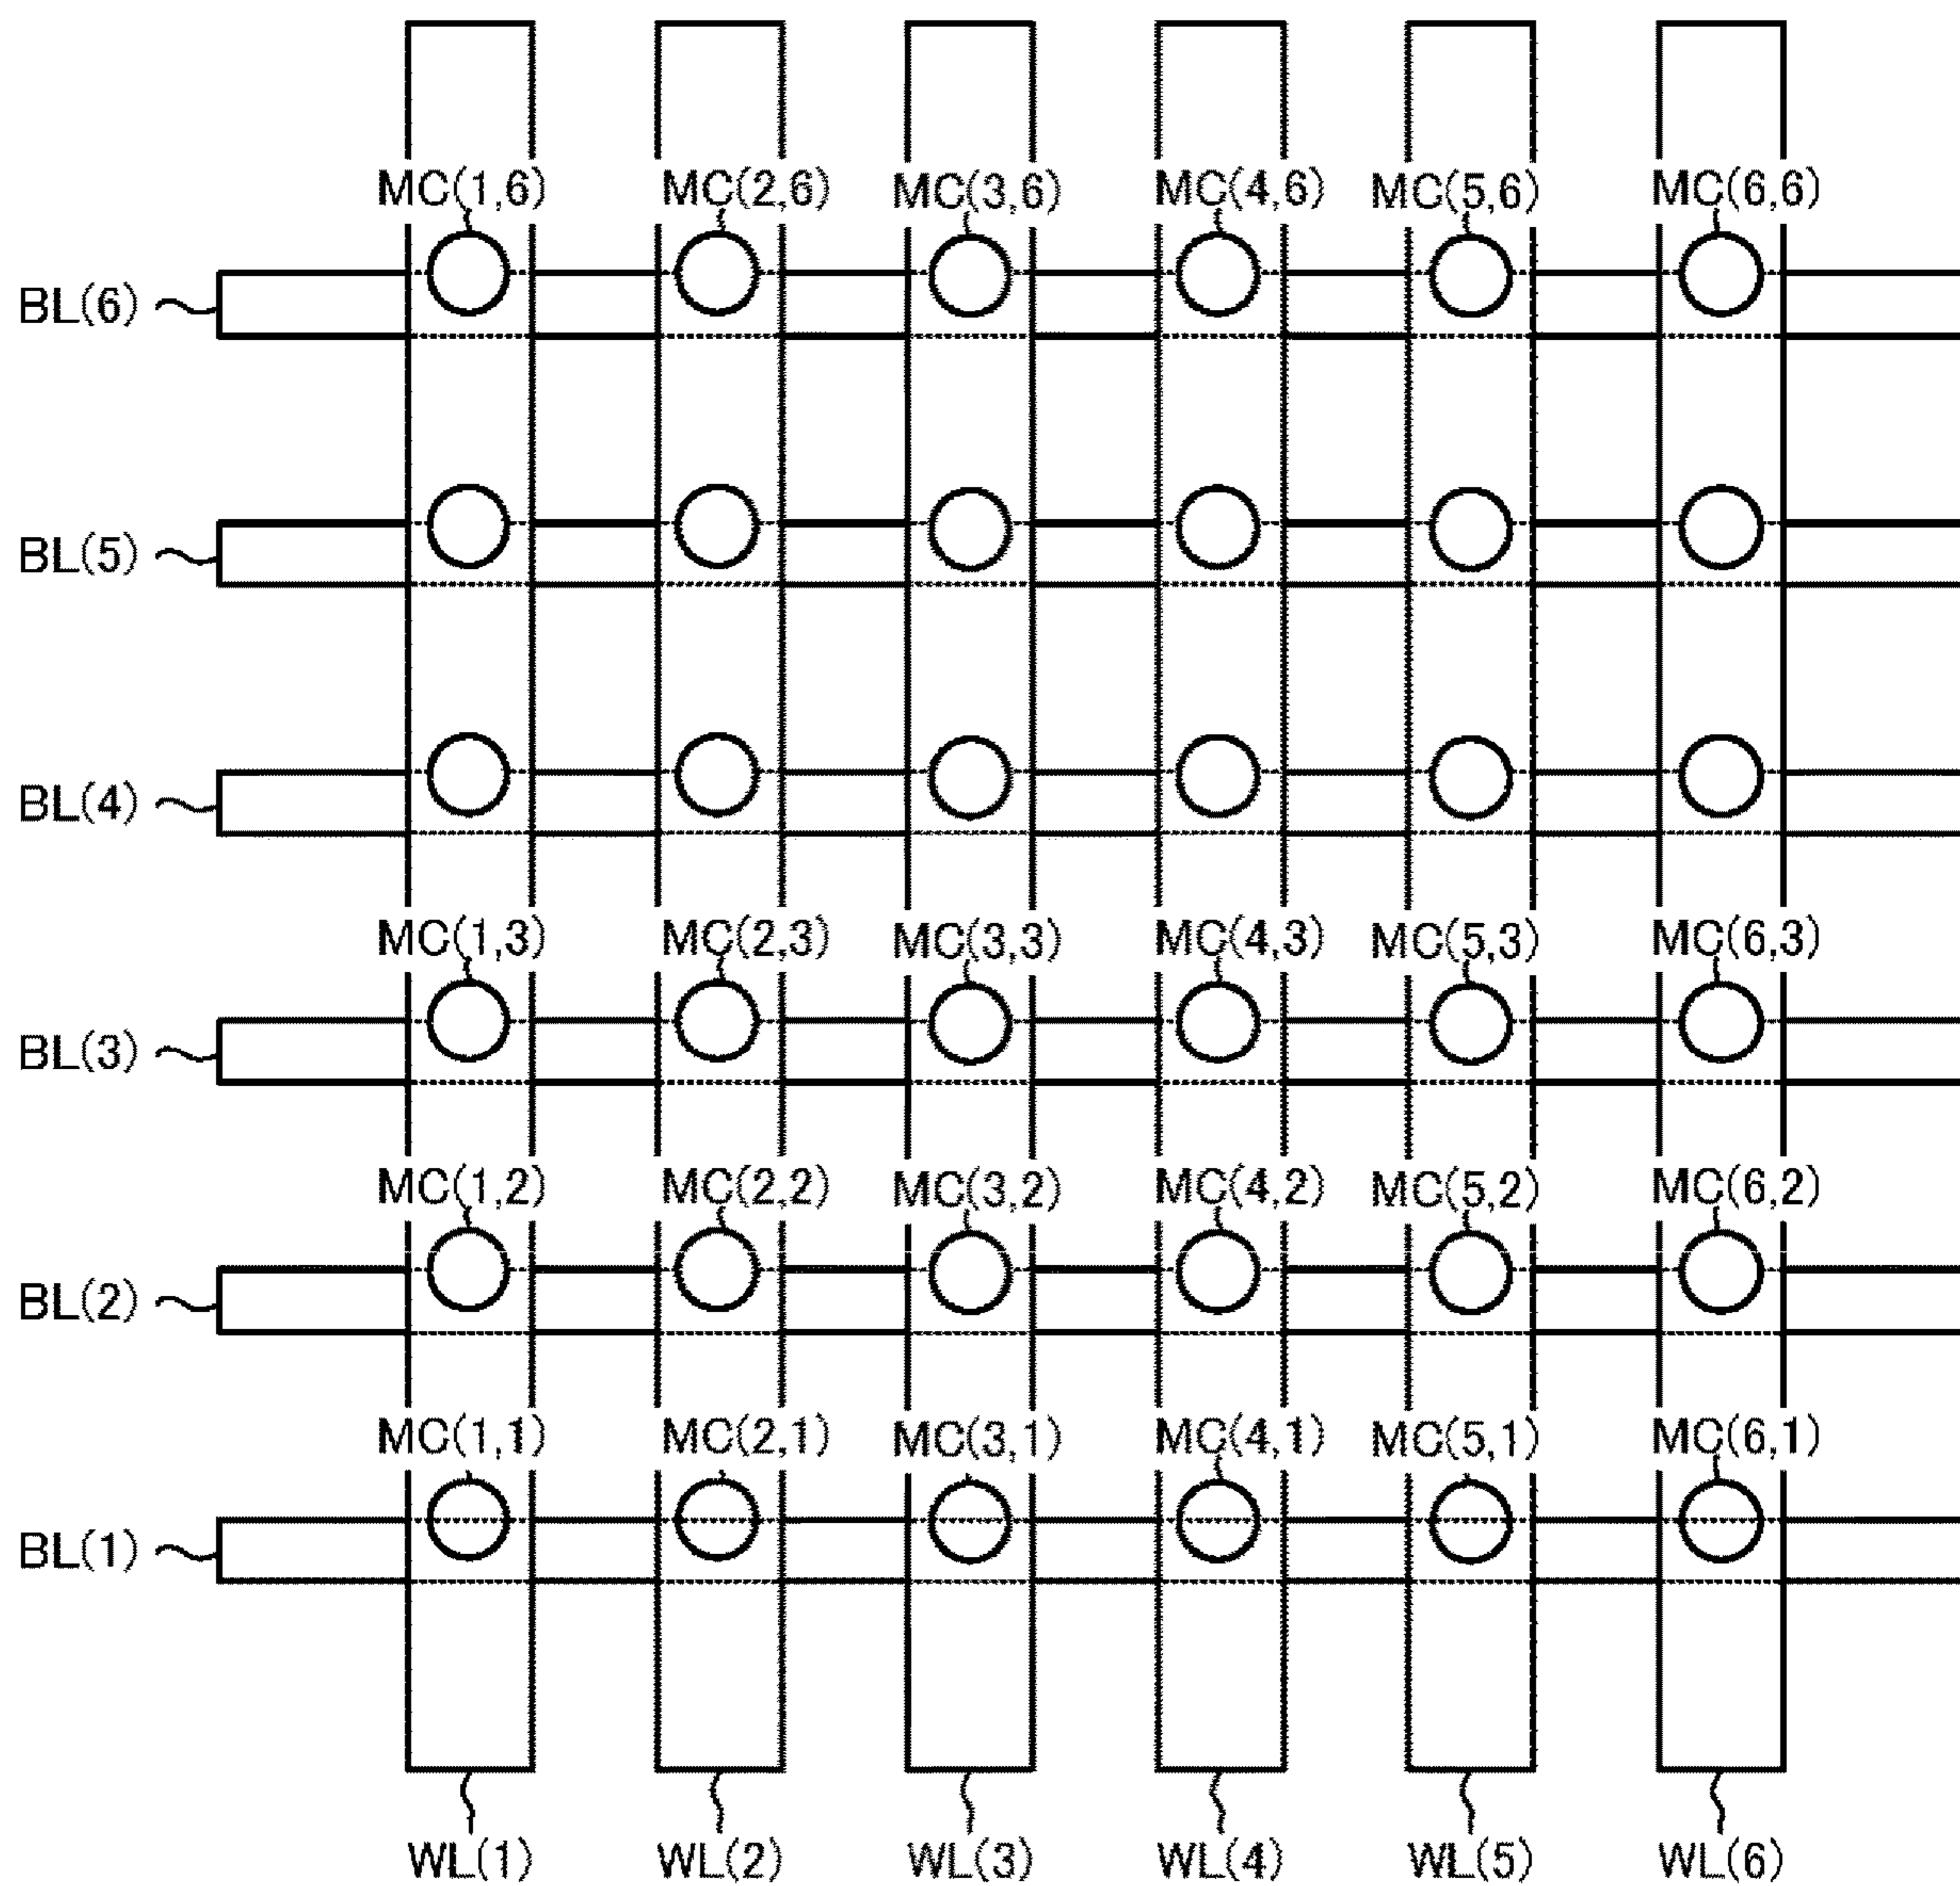 MC(1,6) MC(2,6) MC(3,6) MC(4,6) MC(5,6) MC(6,6)
BL(6)
BL(5)
BL(4)
MC(1,3) MC(2,3) MC(3,3) MC(4,3) MC(5,3) MC(6,3)
BL(3)
MC(1,2) MC(2,2) MC(3,2) MC(4,2) MC(5,2) MC(6,2)
BL(2)
MC(1,1) MC(2,1) MC(3,1) MC(4,1) MC(5,1) MC(6,1)
BL(1)
WL(1) WL(2) WL(3) WL(4) WL(5) WL(6)